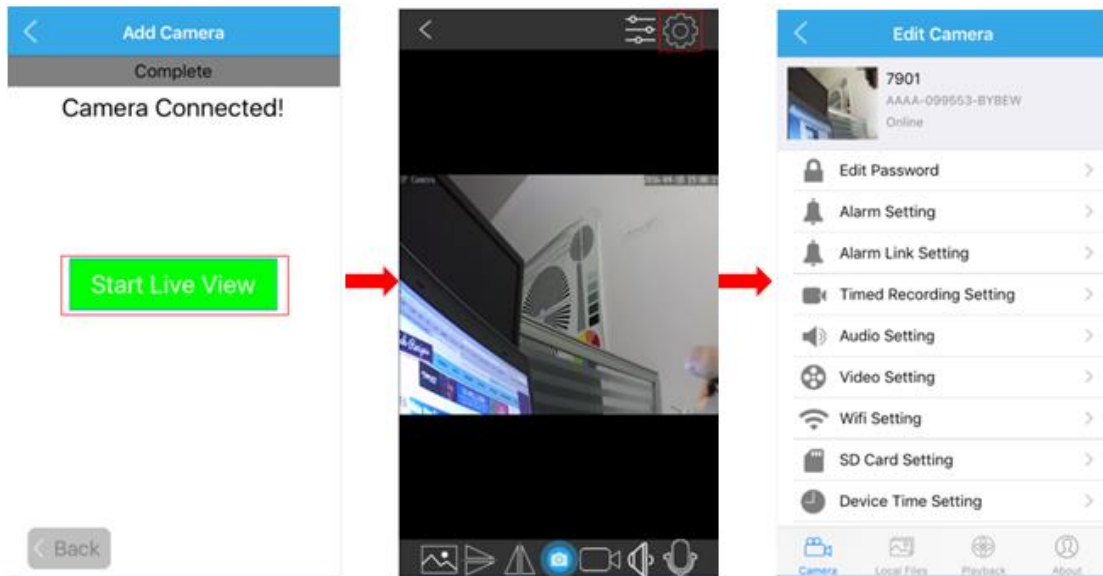 Add Camera
Complete
Camera Connected!
Start Live View
Back
Edit Camera
7901
AAAA-099553-BYBEW
Online
Edit Password
Alarm Setting
Alarm Link Setting
Timed Recording Setting
Audio Setting
Video Setting
Wifi Setting
SD Card Setting
Device Time Setting
Camera
Local Files
Playback
About